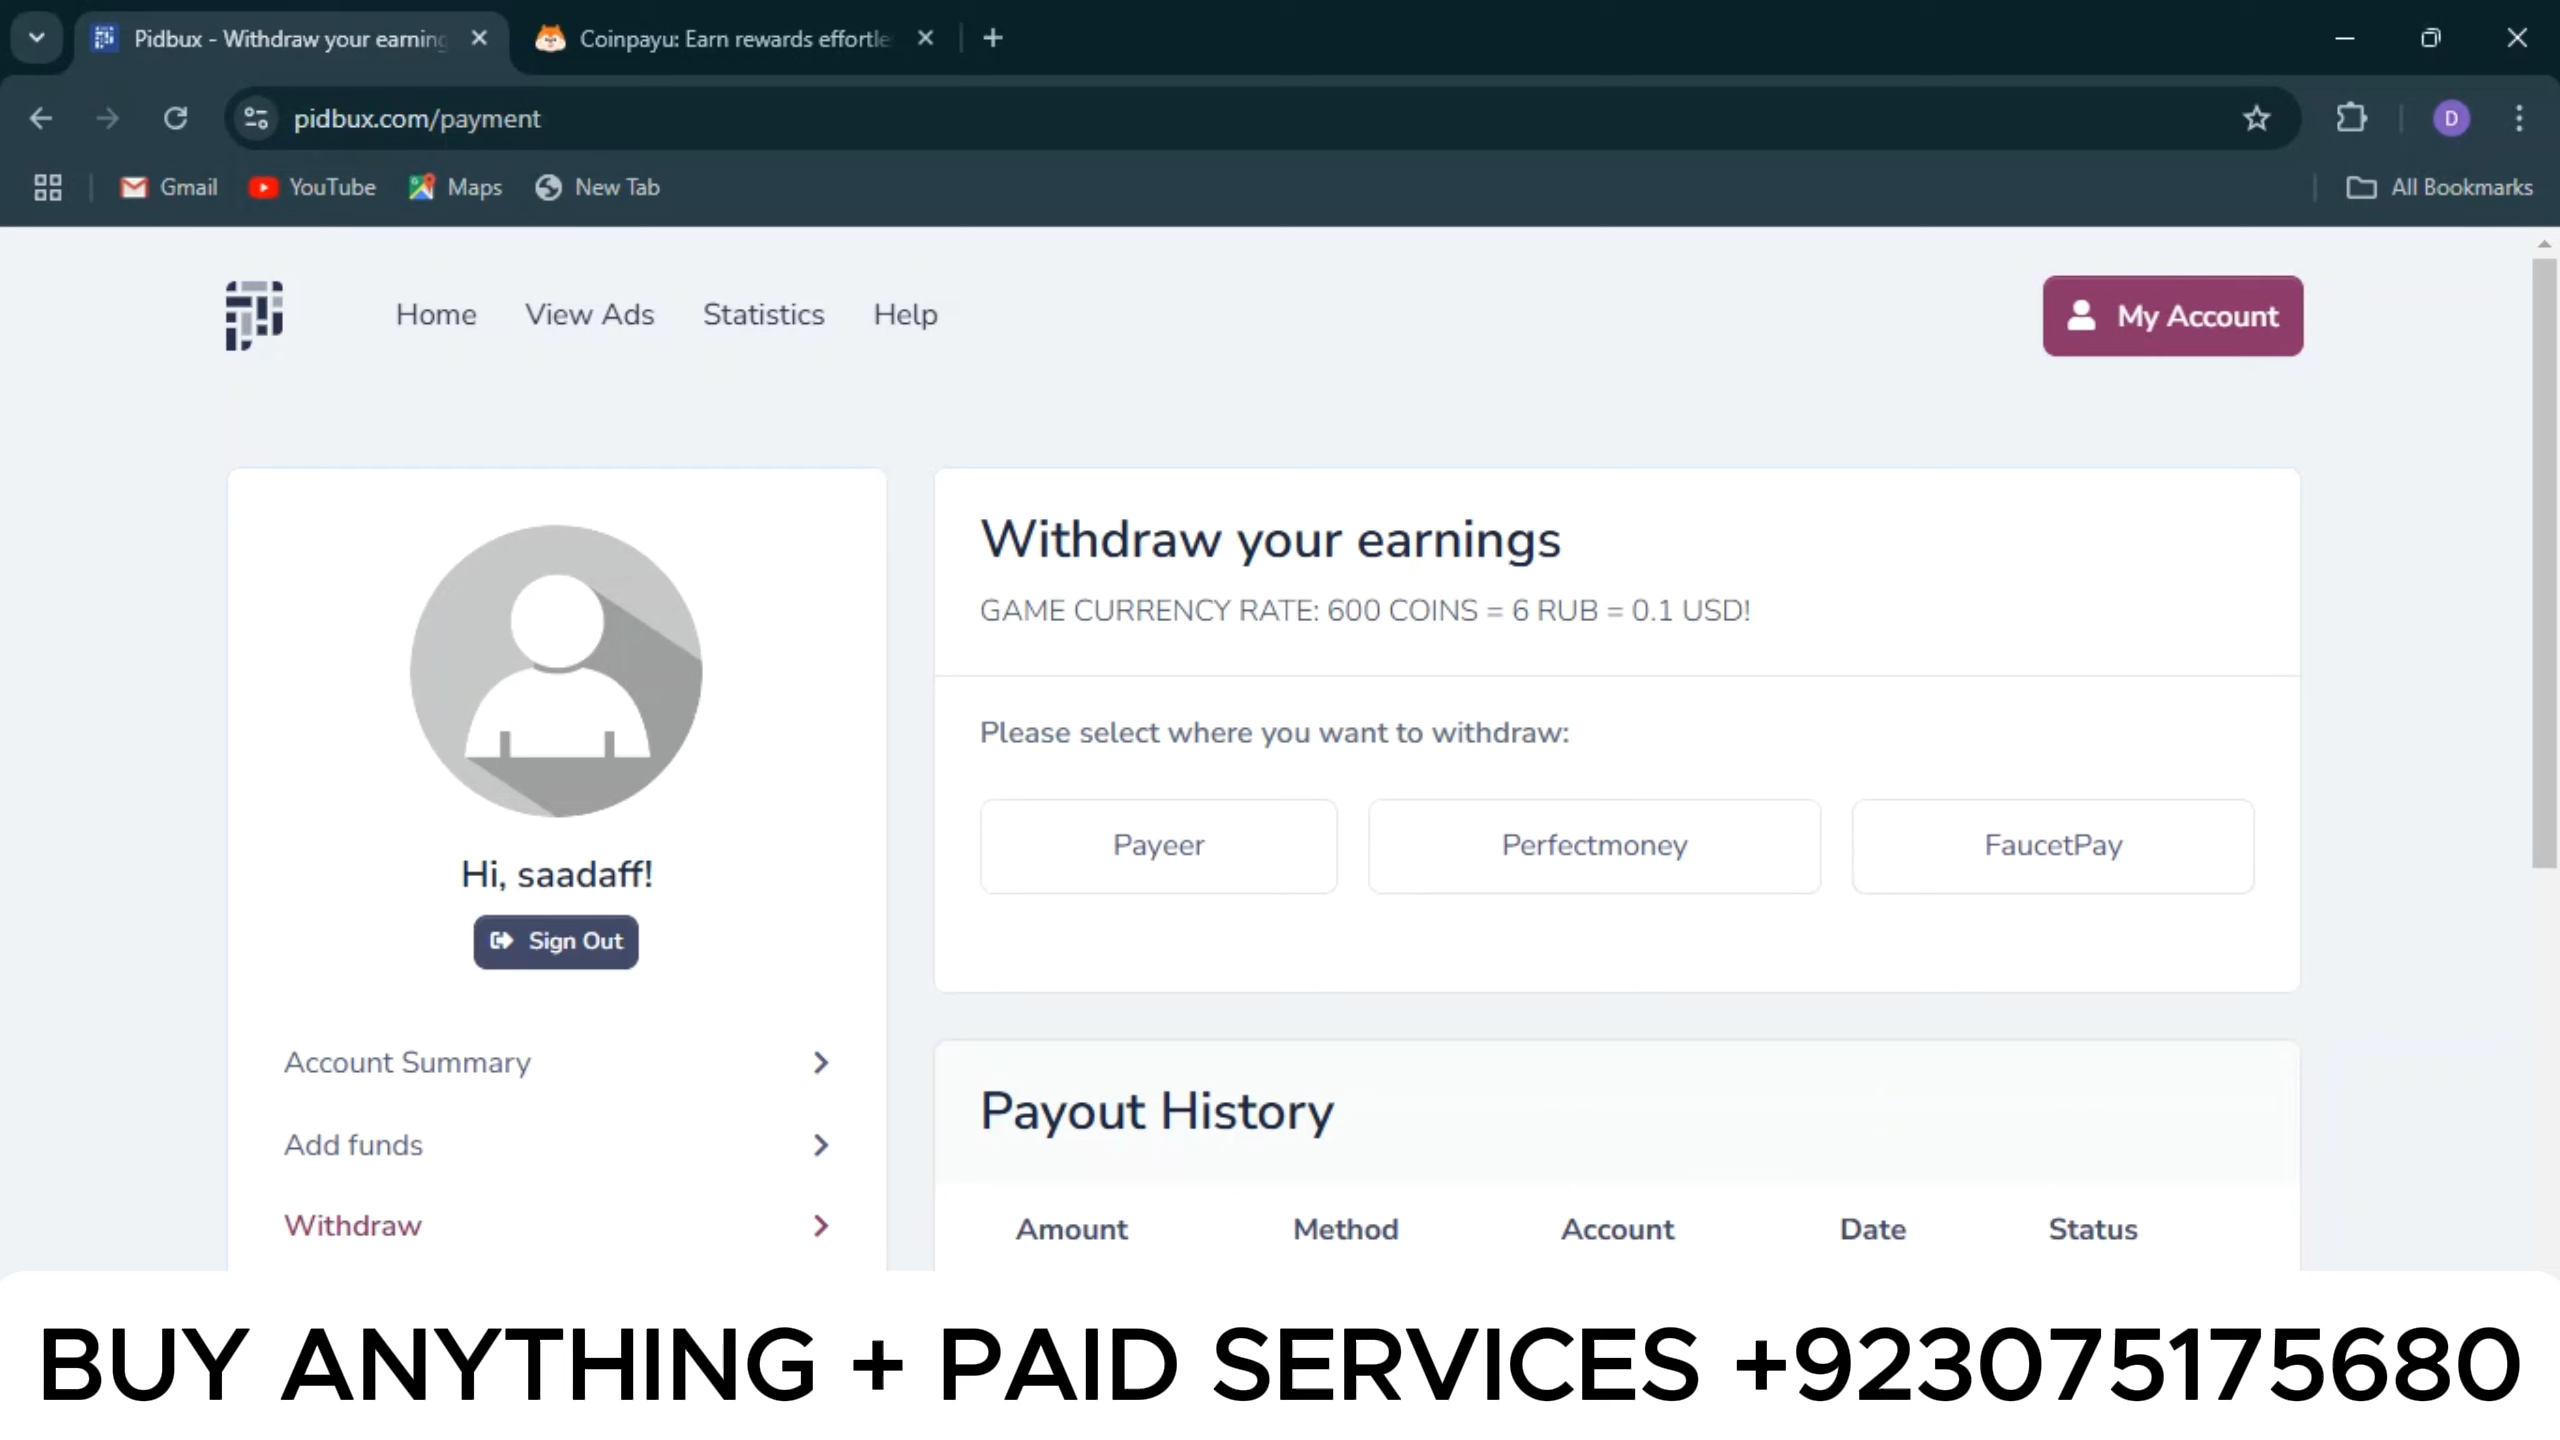 Pidbux - Withdraw your earning
Coinpayu: Earn rewards effortle
pidbux.com/payment
D
Gmail
YouTube
Maps
New Tab
All Bookmarks
Home
View Ads
Statistics
Help
My Account
Hi, saadaff!
Sign Out
Account Summary
Add funds
Withdraw
Withdraw your earnings
GAME CURRENCY RATE: 600 COINS = 6 RUB = 0.1 USD!
Please select where you want to withdraw:
Payeer
Perfectmoney
FaucetPay
Payout History
Amount Method Account Date Status
BUY ANYTHING + PAID SERVICES +923075175680